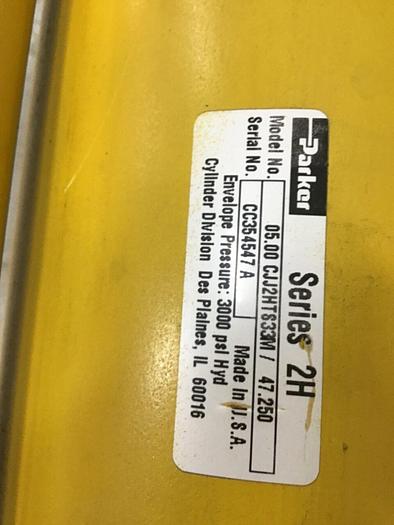 Parker Series 2H
Model No. 05.00 CJJ2HTS33M / 47.250
Serial No. CC354547 A Made In U.S.A.
Envelope Pressure: 3000 psi Hyd
Cylinder Division Des Plaines, IL 60016